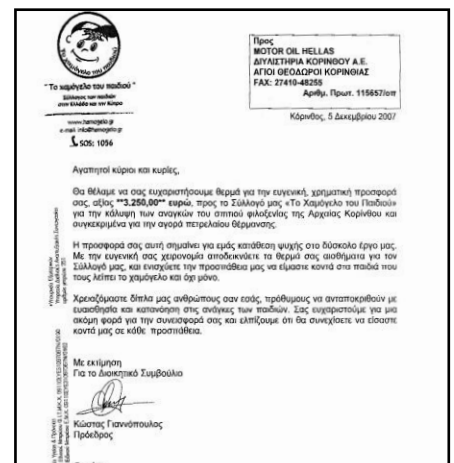 Το χαμόγελο του παιδιού
"Το χαμόγελο του παιδιού"
Σύλλογος των παιδιών
στην Ελλάδα και την Κύπρο
www.hamogelo.gr
e-mail: info@hamogelo.gr
SOS: 1056
Προς
MOTOR OIL HELLAS
ΔΙΥΛΙΣΤΗΡΙΑ ΚΟΡΙΝΘΟΥ Α.Ε.
ΑΓΙΟΙ ΘΕΟΔΩΡΟΙ ΚΟΡΙΝΘΙΑΣ
FAX: 27410-48255
Αριθμ. Πρωτ. 115657/οπ
Κόρινθος, 5 Δεκεμβρίου 2007
Αγαπητοί κύριοι και κυρίες,
Θα θέλαμε να σας ευχαριστήσουμε θερμά για την ευγενική, χρηματική προσφορά
σας, αξίας **3.250,00** ευρώ, προς το Σύλλογό μας «Το Χαμόγελο του Παιδιού»
για την κάλυψη των αναγκών του σπιτιού φιλοξενίας της Αρχαίας Κορίνθου και
συγκεκριμένα για την αγορά πετρελαίου θέρμανσης.
Η προσφορά σας αυτή σημαίνει για εμάς κατάθεση ψυχής στο δύσκολο έργο μας.
Με την ευγενική σας χειρονομία αποδεικνύετε τα θερμά σας αισθήματα για τον
Σύλλογό μας, και ενισχύετε την προσπάθεια μας να είμαστε κοντά στα παιδιά που
τους λείπει το χαμόγελο και όχι μόνο.
Χρειαζόμαστε δίπλα μας ανθρώπους σαν εσάς, πρόθυμους να ανταποκριθούν με
ευαισθησία και κατανόηση στις ανάγκες των παιδιών. Σας ευχαριστούμε για μια
ακόμη φορά για την συνεισφορά σας και ελπίζουμε ότι θα συνεχίσετε να είσαστε
κοντά μας σε κάθε προσπάθεια.
Με εκτίμηση
Για το Διοικητικό Συμβούλιο
Κώστας Γιαννόπουλος
Πρόεδρος